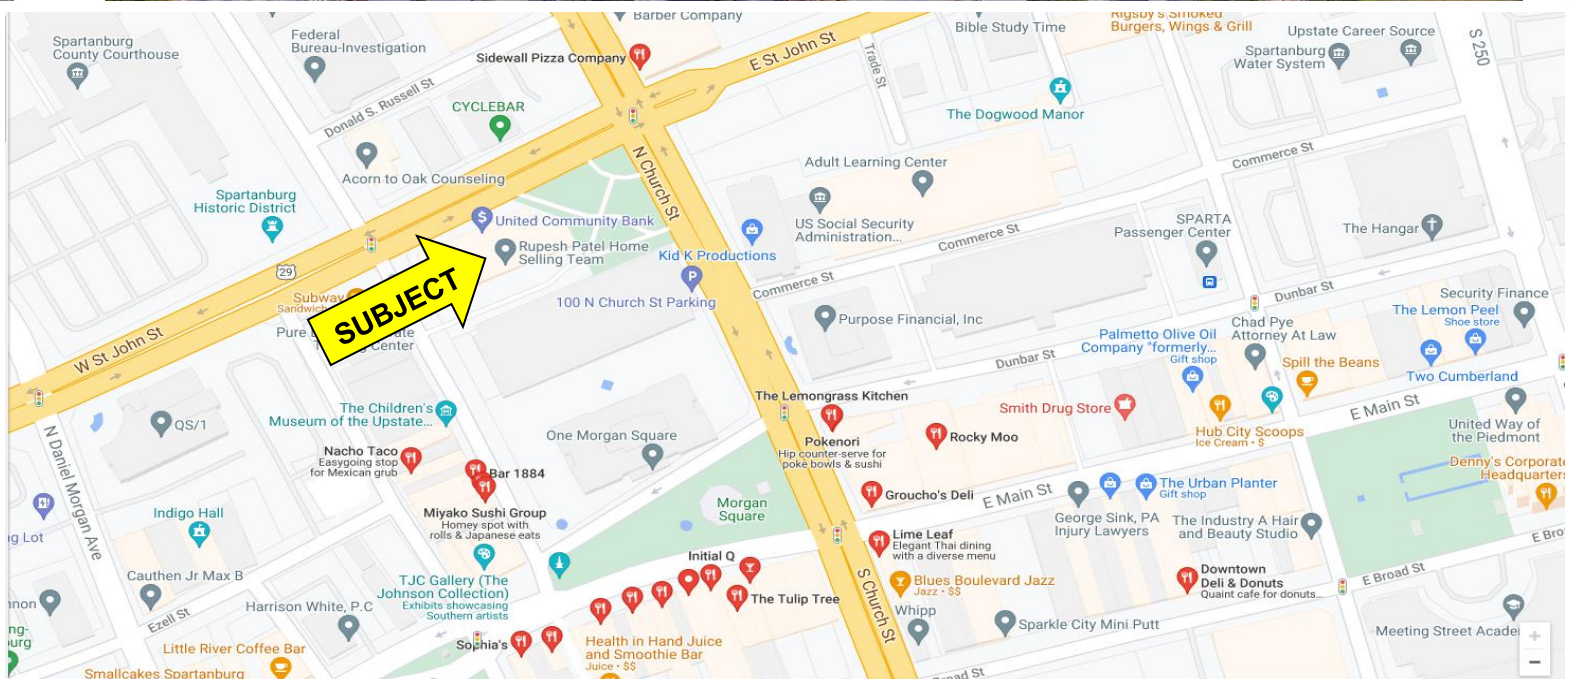 Barber Company
Bible Study Time
Rigsby's Smoked
Burgers, Wings & Grill
Upstate Career Source
S 250
Spartanburg
County Courthouse
Federal
Bureau-Investigation
Sidewall Pizza Company
E St John St
Trade St
Spartanburg
Water System
Donald S. Russell St
CYCLEBAR
The Dogwood Manor
Commerce St
Acorn to Oak Counseling
N Church St
Adult Learning Center
Spartanburg
Historic District
United Community Bank
US Social Security
Administration...
SPARTA
Passenger Center
The Hangar
Rupesh Patel Home
Selling Team
Kid K Productions
Commerce St
29
SUBJECT
Subway
100 N Church St Parking
P
Commerce St
Dunbar St
Security Finance
Pure
Center
Purpose Financial, Inc
The Lemon Peel
Shoe store
W St John St
Palmetto Olive Oil
Company "formerly...
Gift shop
Chad Pye
Attorney At Law
Dunbar St
Spill the Beans
Two Cumberland
The Lemongrass Kitchen
The Children's
Museum of the Upstate...
Smith Drug Store
E Main St
QS/1
N Daniel Morgan Ave
One Morgan Square
Pokenori
Hip counter-serve for
poke bowls & sushi
Rocky Moo
Hub City Scoops
Ice Cream • $
United Way of
the Piedmont
Nacho Taco
Easygoing stop
for Mexican grub
Bar 1884
Denny's Corporate
Headquarters
Groucho's Deli
E Main St
The Urban Planter
Gift shop
Miyako Sushi Group
Homey spot with
rolls & Japanese eats
Morgan
Square
Indigo Hall
George Sink, PA
Injury Lawyers
The Industry A Hair
and Beauty Studio
g Lot
Lime Leaf
Elegant Thai dining
with a diverse menu
E Bro
Initial Q
Cauthen Jr Max B
TJC Gallery (The
Johnson Collection)
Exhibits showcasing
Southern artists
Blues Boulevard Jazz
Jazz • $$
Downtown
Deli & Donuts
Quaint cafe for donuts...
E Broad St
Harrison White, P.C
The Tulip Tree
S Church St
Whipp
Ezell St
Sparkle City Mini Putt
Meeting Street Acade
Sophia's
Health in Hand Juice
and Smoothie Bar
Juice • $$
Little River Coffee Bar
Smallcakes Spartanburg
oad St